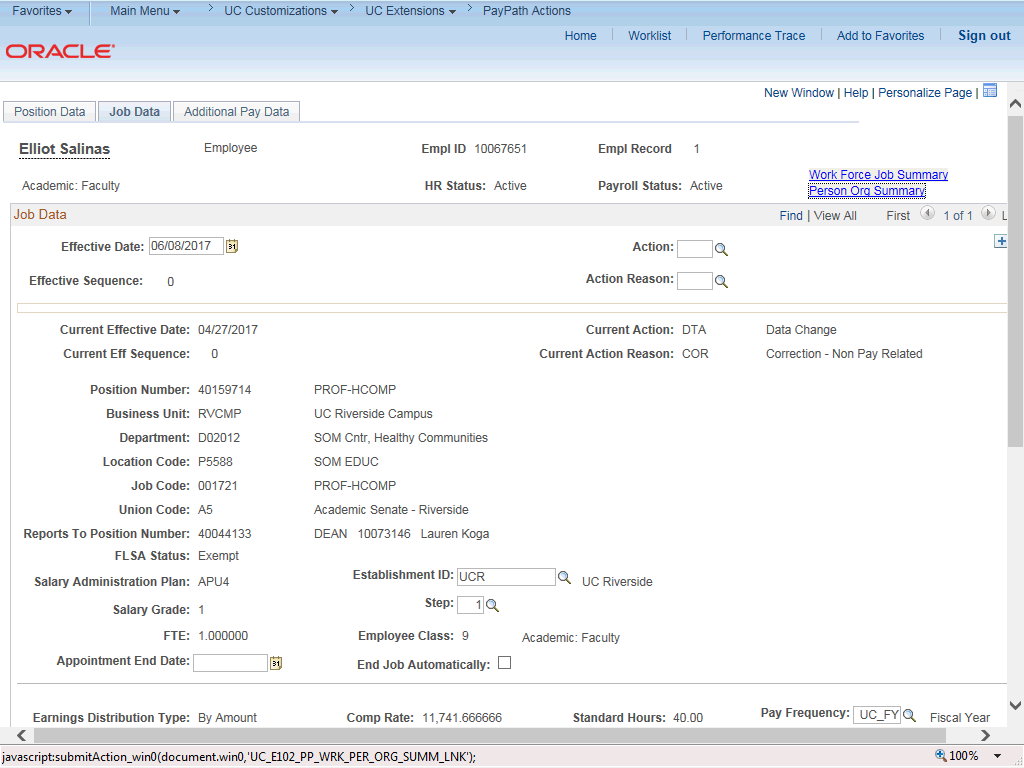 Favorites Main Menu > UC Customizations > UC Extensions > PayPath Actions
Home Worklist Performance Trace Add to Favorites Sign out
ORACLE
New Window | Help | Personalize Page |
Position Data Job Data Additional Pay Data
Elliot Salinas Employee Empl ID 10067651 Empl Record 1
Work Force Job Summary
Academic: Faculty HR Status: Active Payroll Status: Active
Person Org Summary
Job Data Find | View All First 1 of 1 L
Effective Date: 06/08/2017 31 Action:
Effective Sequence: 0 Action Reason:
Current Effective Date: 04/27/2017 Current Action: DTA Data Change
Current Eff Sequence: 0 Current Action Reason: COR Correction - Non Pay Related
Position Number: 40159714 PROF-HCOMP
Business Unit: RVCMP UC Riverside Campus
Department: D02012 SOM Cntr, Healthy Communities
Location Code: P5588 SOM EDUC
Job Code: 001721 PROF-HCOMP
Union Code: A5 Academic Senate - Riverside
Reports To Position Number: 40044133 DEAN 10073146 Lauren Koga
FLSA Status: Exempt
Salary Administration Plan: APU4 Establishment ID: UCR UC Riverside
Salary Grade: 1 Step: 1
FTE: 1.000000 Employee Class: 9 Academic: Faculty
Appointment End Date: 31 End Job Automatically:
Earnings Distribution Type: By Amount Comp Rate: 11,741.666666 Standard Hours: 40.00 Pay Frequency: UC_FY Fiscal Year
javascript:submitAction_win0(document.win0,'UC_E102_PP_WRK_PER_ORG_SUMM_LNK'); 100%